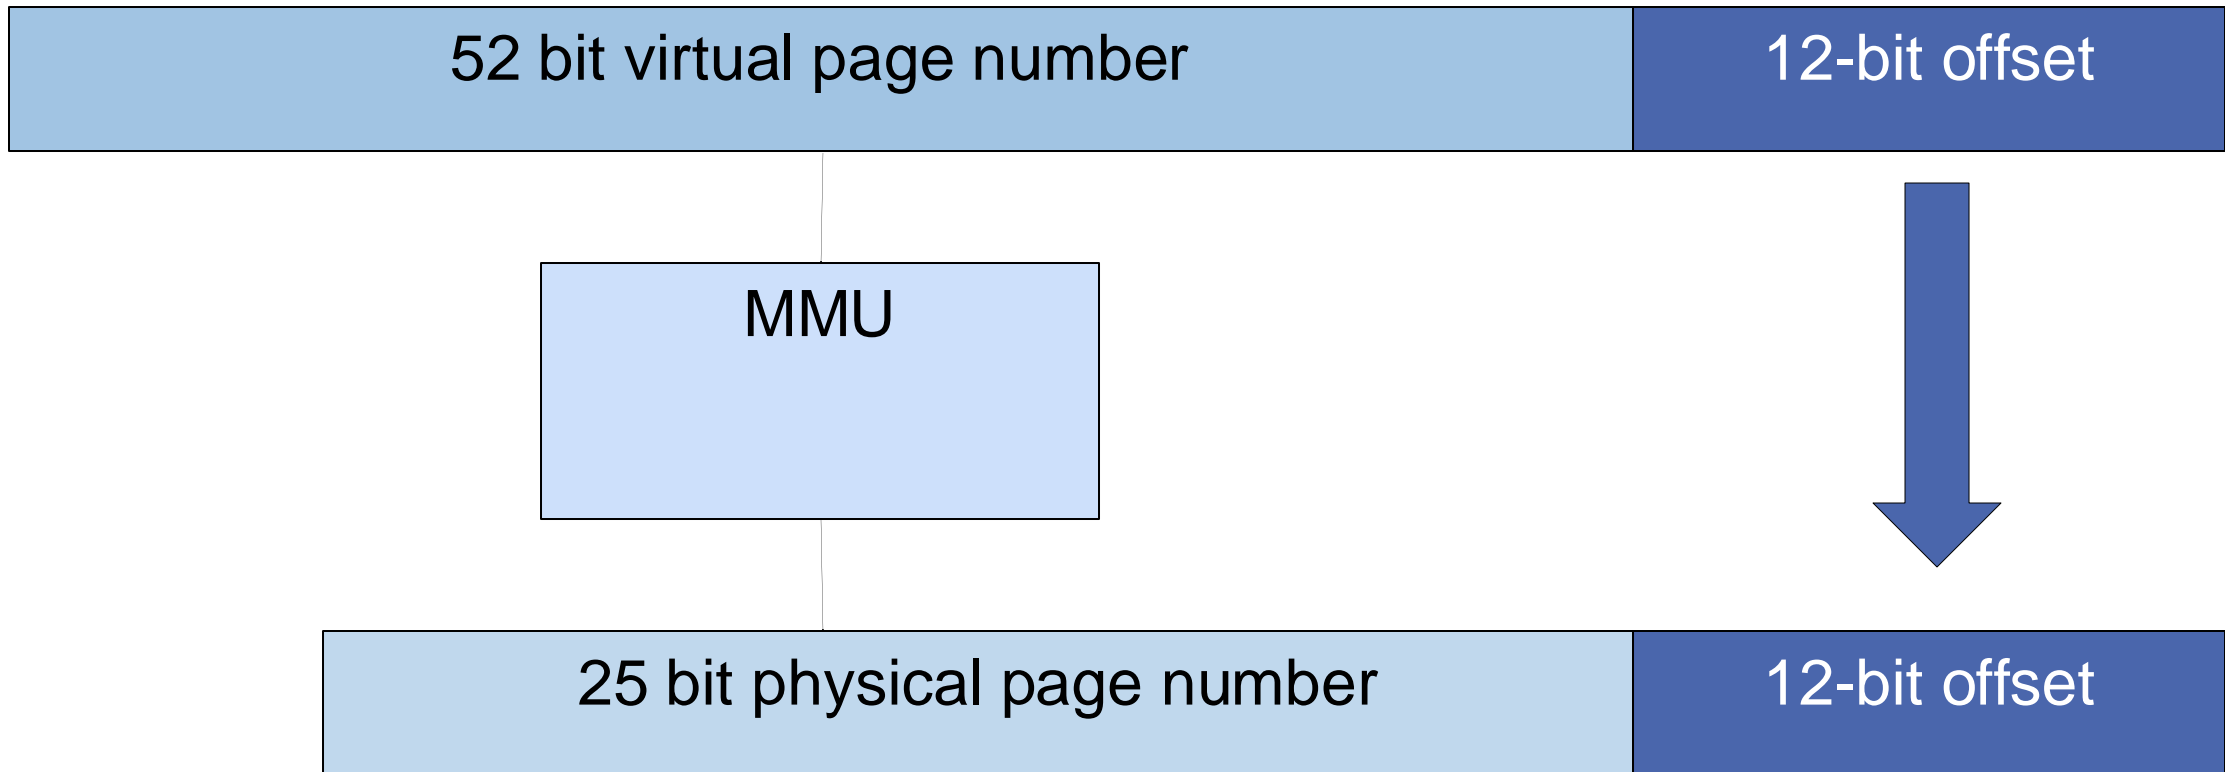 52 bit virtual page number
12-bit offset
MMU
25 bit physical page number
12-bit offset